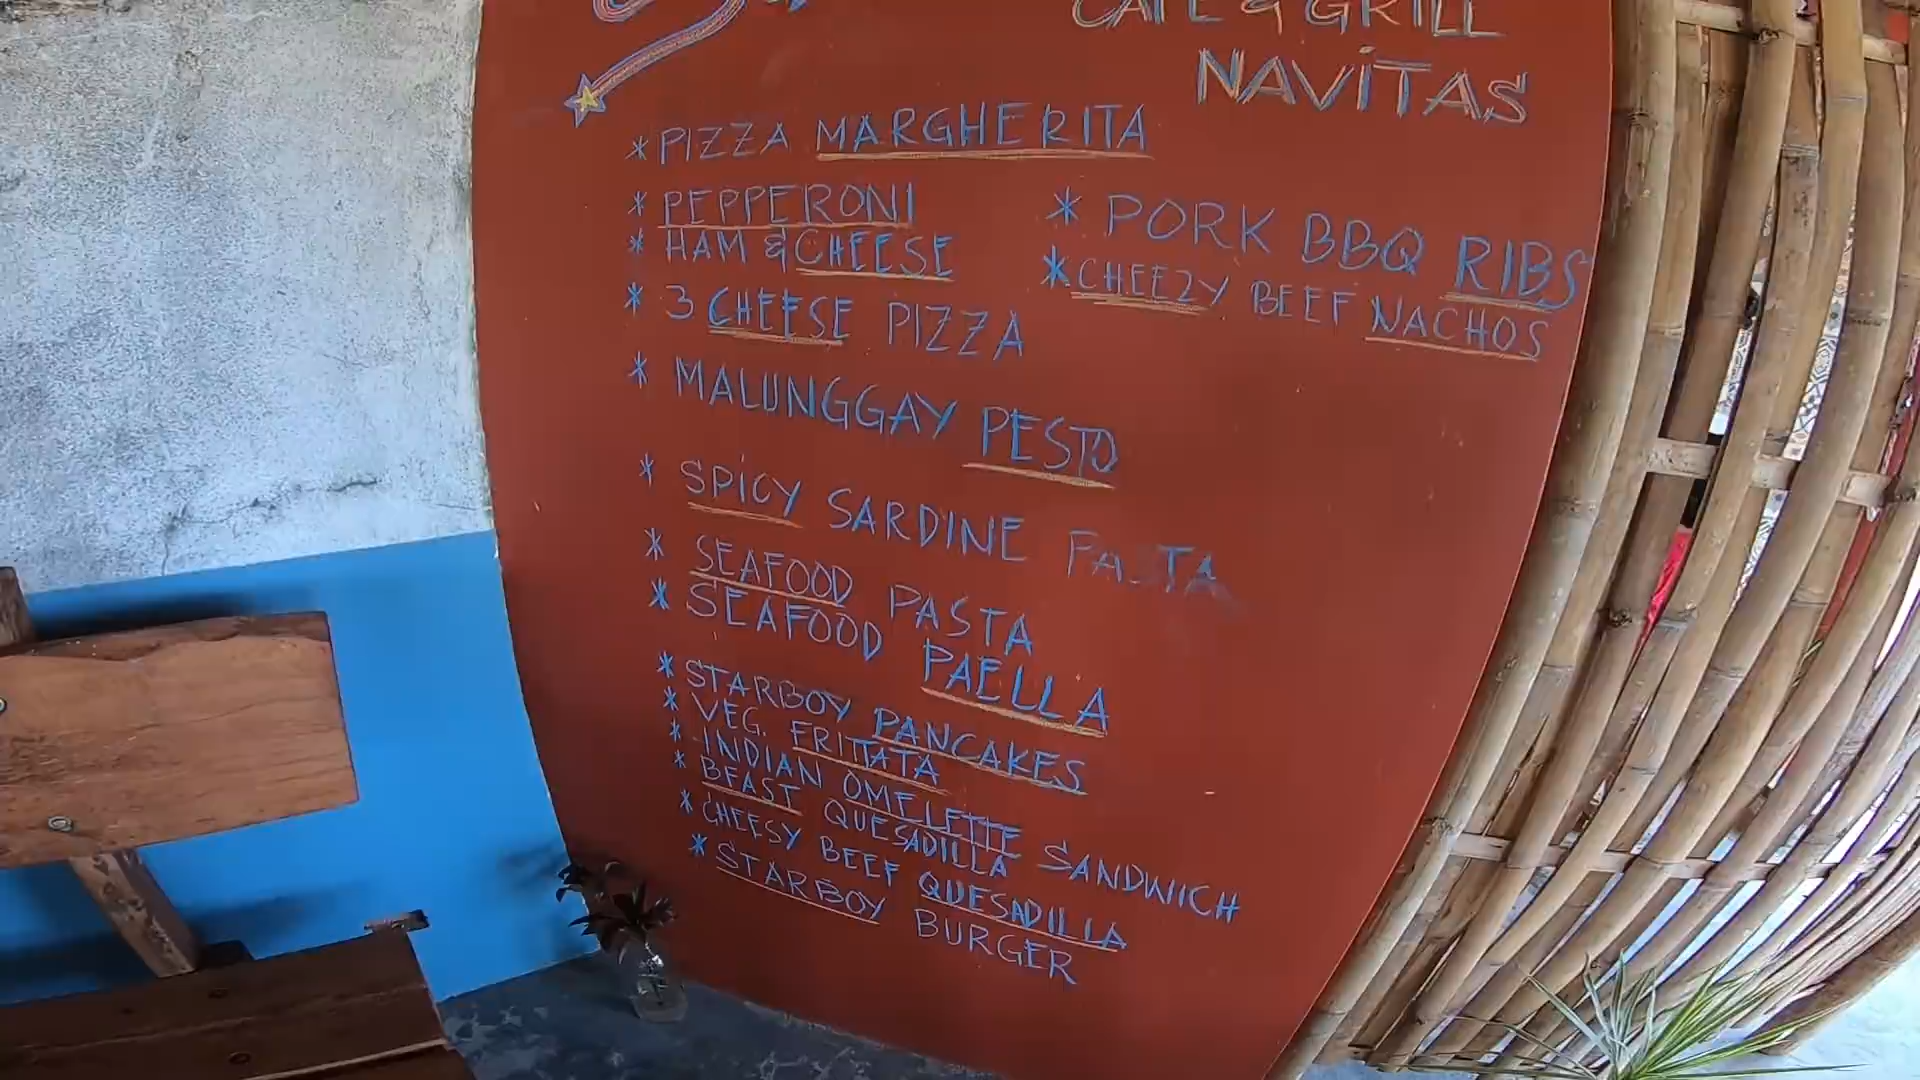 CAFE & GRILL
NAVITAS
* PIZZA MARGHERITA
* PEPPERONI
* HAM & CHEESE
* 3 CHEESE PIZZA
* MALUNGGAY PESTO
* SPICY SARDINE PASTA
* SEAFOOD PASTA
* SEAFOOD PAELLA
* STARBOY PANCAKES
* VEG. FRITTATA
* INDIAN OMELETTE SANDWICH
* BFAST QUESADILLA
* CHEESY BEEF QUESADILLA
* STARBOY BURGER
* PORK BBQ RIBS
* CHEEZY BEEF NACHOS